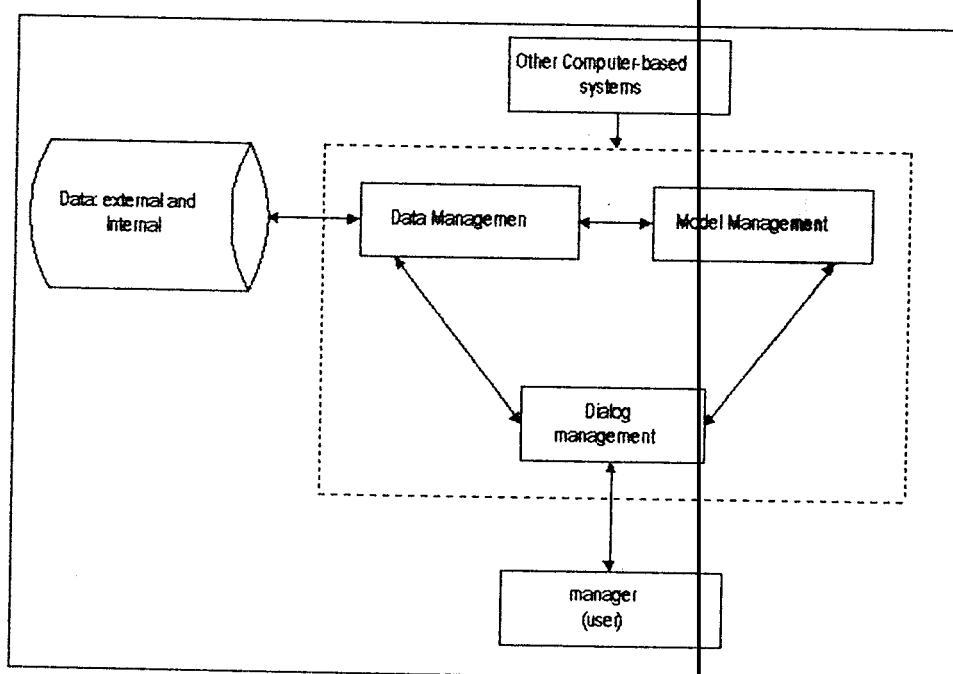 Other Computer-based
systems
Data: external and
Internal
Data Managemen
Model Management
Dialog
management
manager
(user)